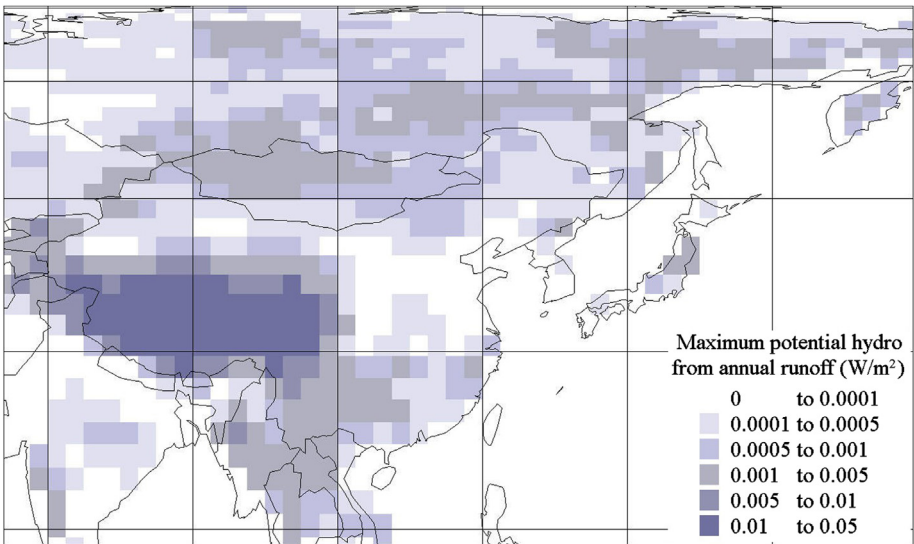 Maximum potential hydro
from annual runoff (W/m²)
0 to 0.0001
0.0001 to 0.0005
0.0005 to 0.001
0.001 to 0.005
0.005 to 0.01
0.01 to 0.05